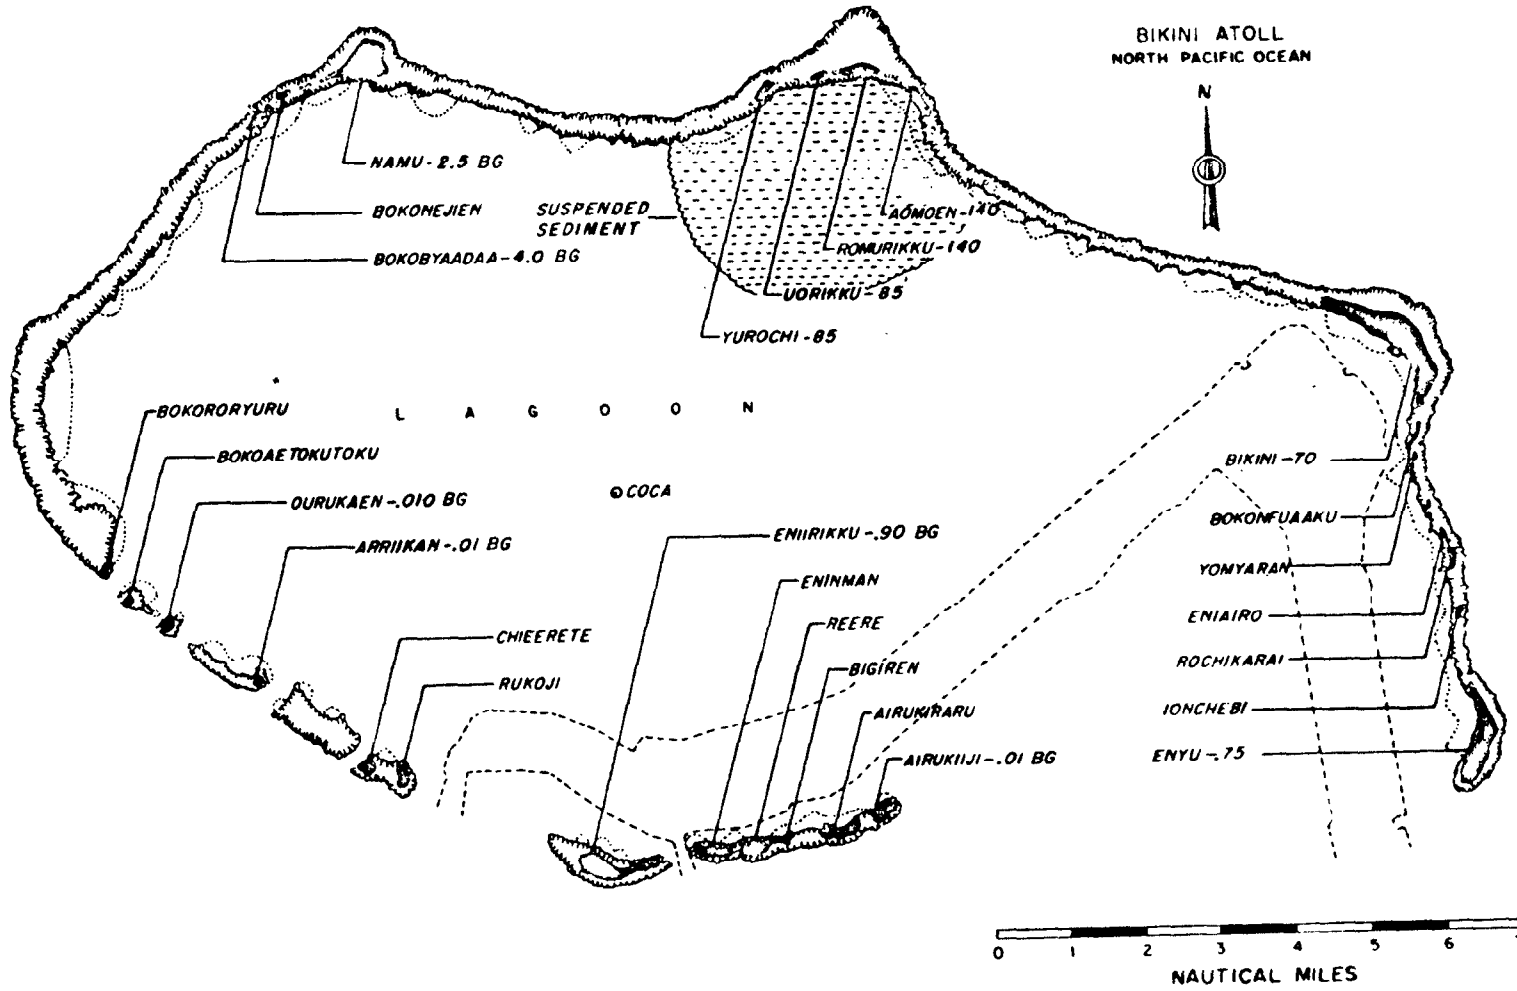 BIKINI ATOLL
NORTH PACIFIC OCEAN
N
NAMU-2.5 BG
BOKONEJIEN
BOKOBYAADAA-4.0 BG
SUSPENDED
SEDIMENT
AOMOEN-140
ROMURIKKU-140
UORIKKU-85
YUROCHI-85
BOKORORYURU
LAGOON
BOKOAETOKUTOKU
OURUKAEN-.010 BG
COCA
ARRIIKAN-.01 BG
ENIIRIKKU-.90 BG
ENINMAN
REERE
CHIEERETE
BIGIREN
RUKOJI
AIRUKIRARU
AIRUKIIJI-.01 BG
BIKINI-70
BOKONFUAAKU
YOMYARAN
ENIAIRO
ROCHIKARAI
IONCHEBI
ENYU-.75
0 1 2 3 4 5 6
NAUTICAL MILES